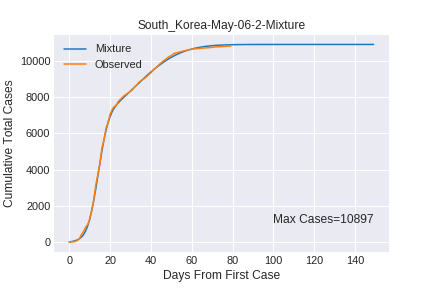 South_Korea-May-06-2-Mixture
Mixture
Observed
10000
8000
6000
4000
2000
0
Cumulative Total Cases
Max Cases=10897
0 20 40 60 80 100 120 140
Days From First Case